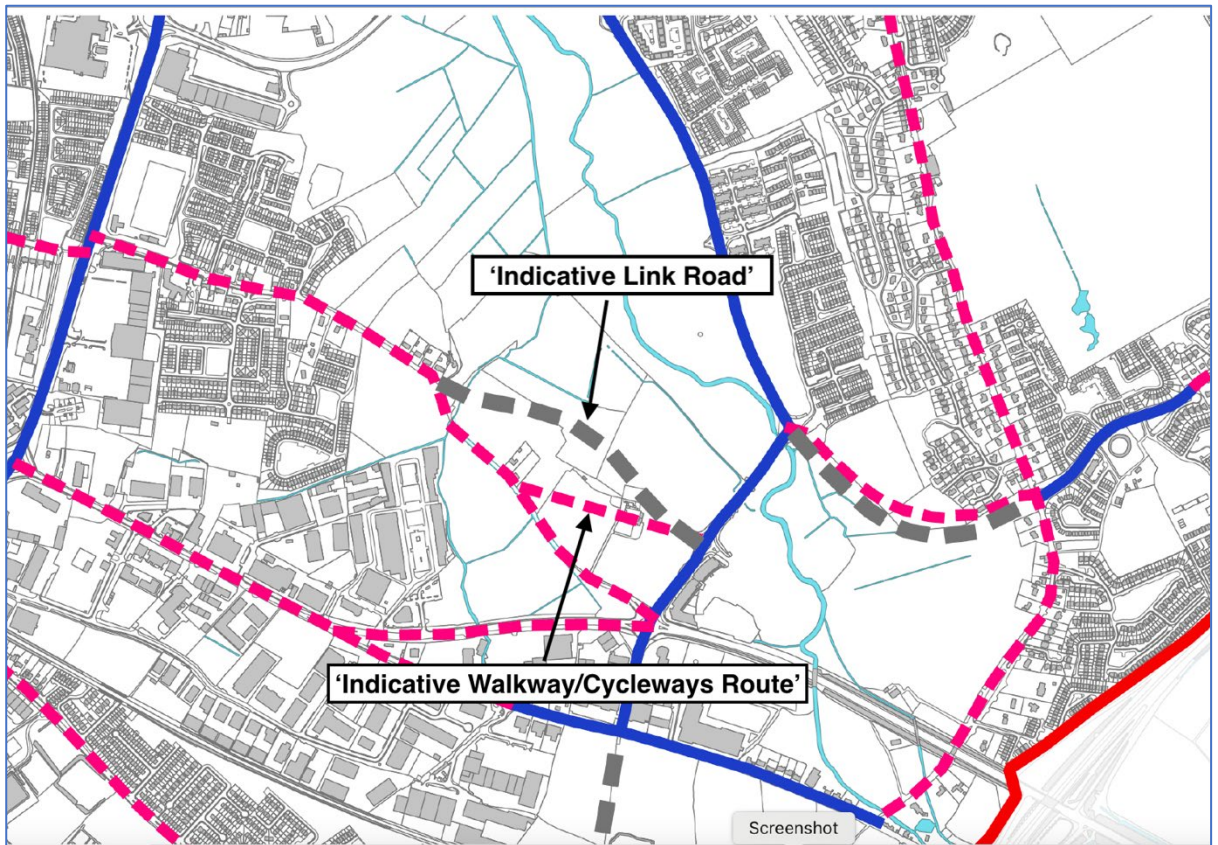 ‘Indicative Link Road’
‘Indicative Walkway/Cycleways Route’
Screenshot